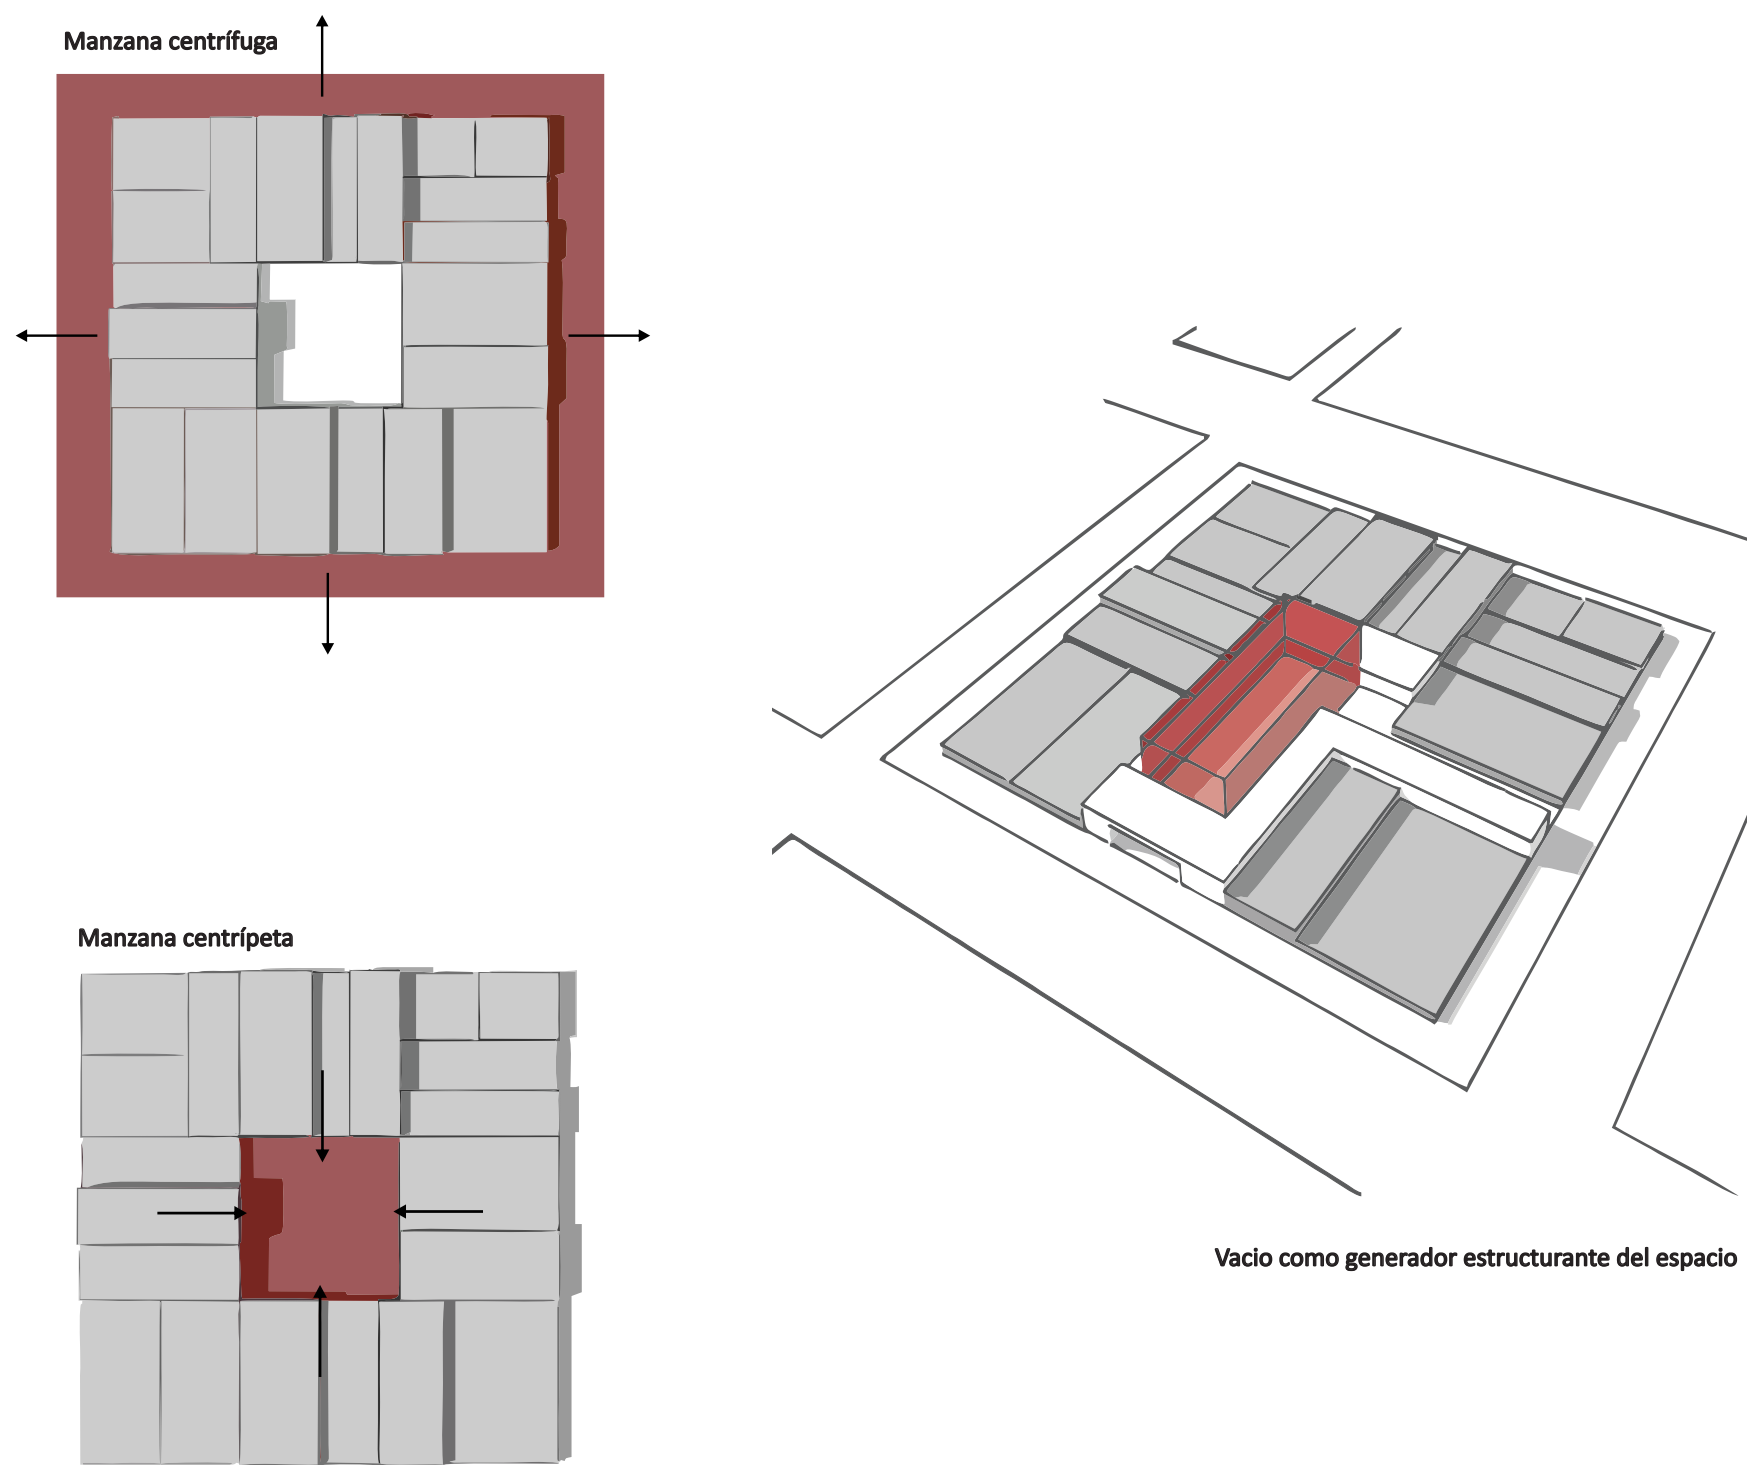 Manzana centrífuga
Manzana centrípeta
Vacio como generador estructurante del espacio